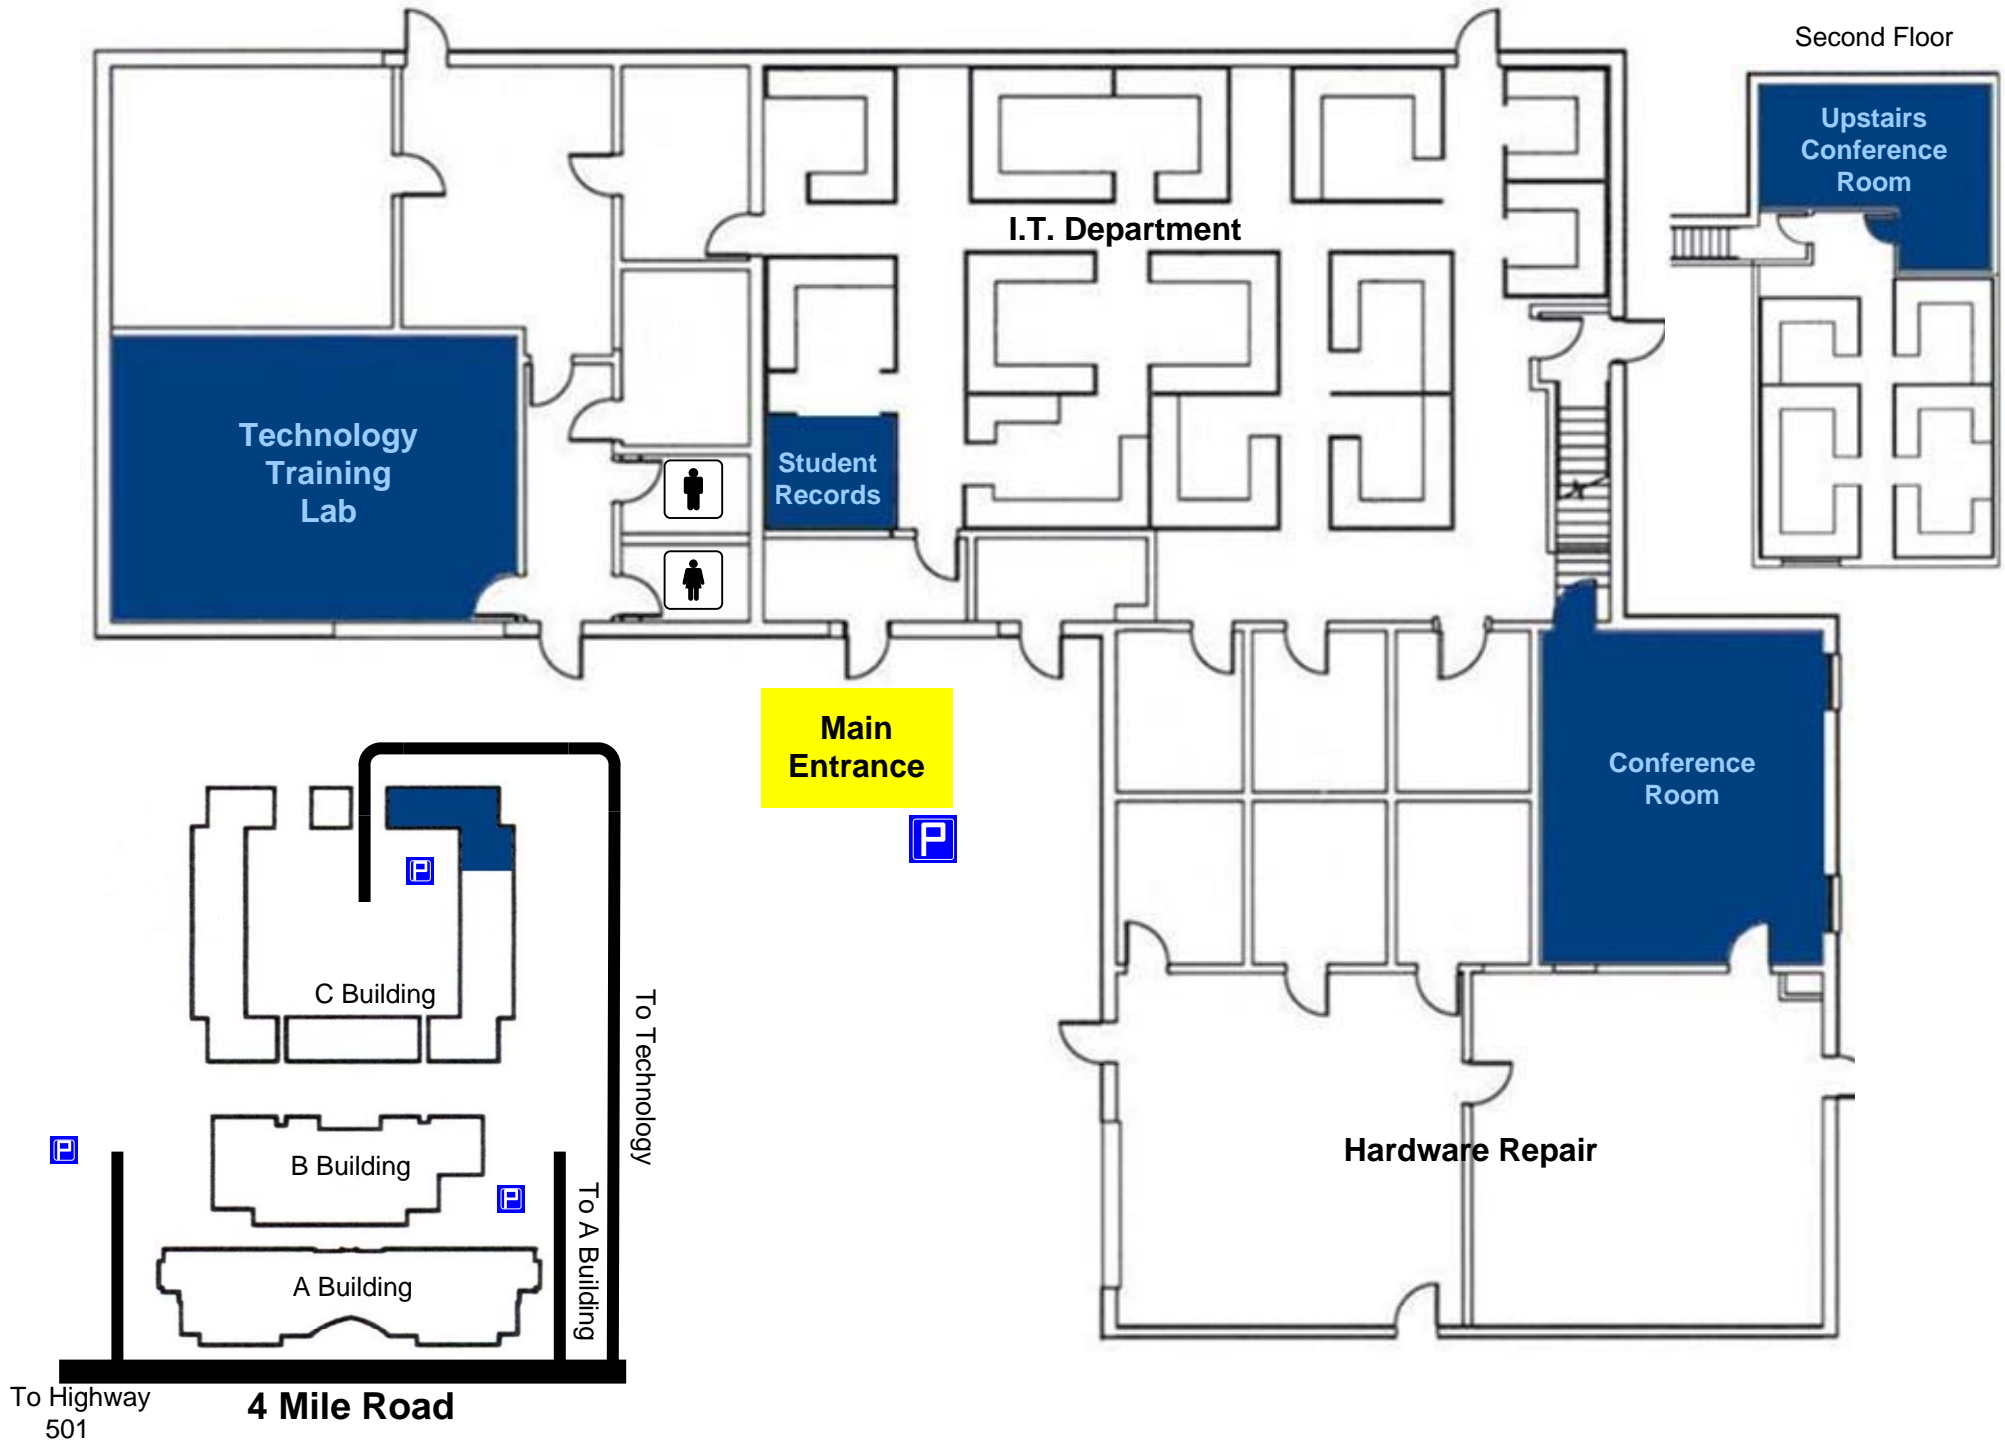 Second Floor
Upstairs
Conference
Room
I.T. Department
Technology
Training
Lab
Student
Records
Main
Entrance
P
Conference
Room
P
C Building
To Technology
Hardware Repair
P
B Building
P
To A Building
A Building
To Highway
501
4 Mile Road